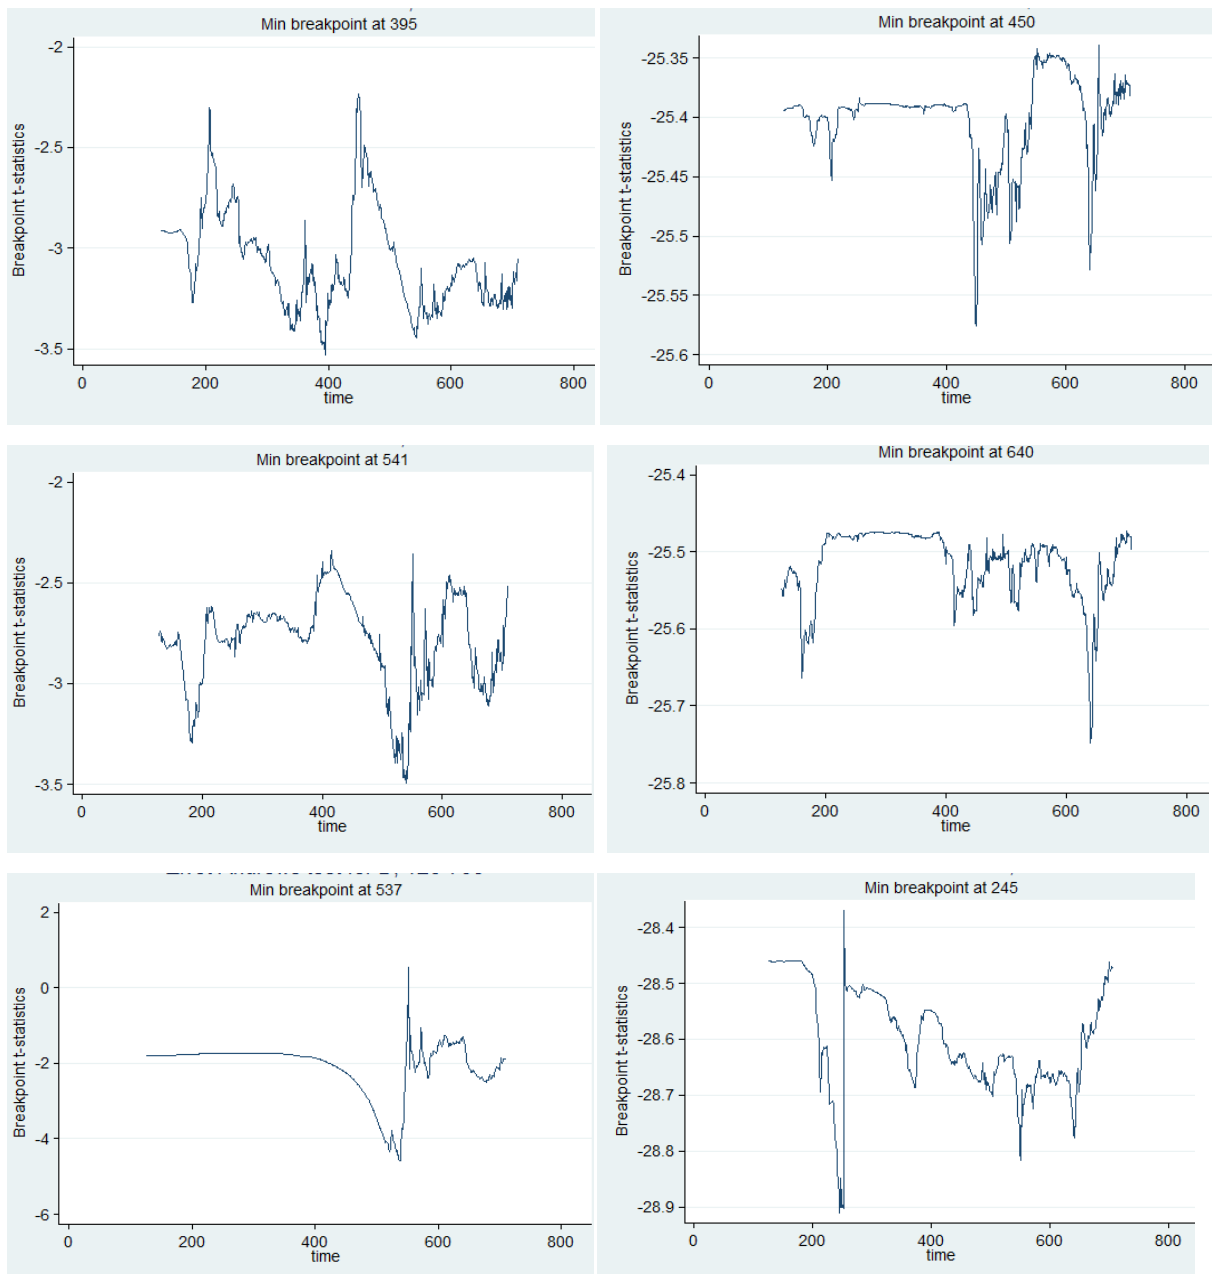 Min breakpoint at 395
Breakpoint t-statistics
-2
-2.5
-3
-3.5
0 200 400 600 800
time
Min breakpoint at 450
Breakpoint t-statistics
-25.35
-25.4
-25.45
-25.5
-25.55
-25.6
0 200 400 600 800
time
Min breakpoint at 541
Breakpoint t-statistics
-2
-2.5
-3
-3.5
0 200 400 600 800
time
Min breakpoint at 640
Breakpoint t-statistics
-25.4
-25.5
-25.6
-25.7
-25.8
0 200 400 600 800
time
Min breakpoint at 537
Breakpoint t-statistics
2
0
-2
-4
-6
0 200 400 600 800
time
Min breakpoint at 245
Breakpoint t-statistics
-28.4
-28.5
-28.6
-28.7
-28.8
-28.9
0 200 400 600 800
time